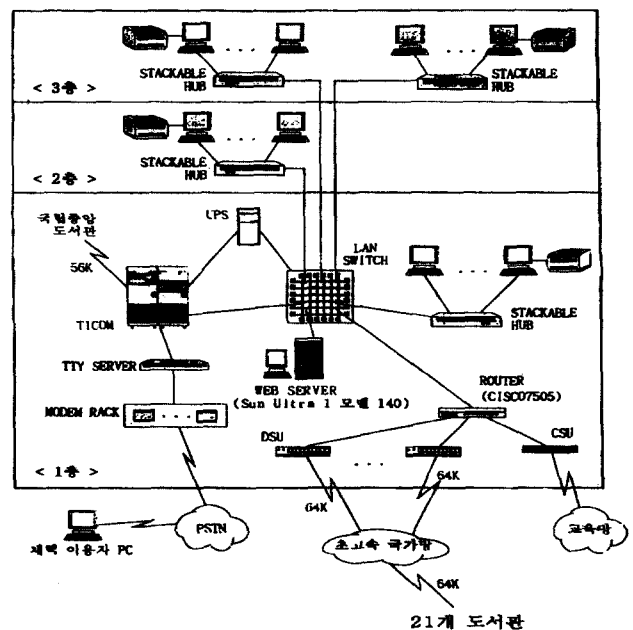 STACKABLE
HUB
STACKABLE
HUB
< 3층 >
STACKABLE
HUB
< 2층 >
UPS
국립중앙
도서관
56K
LAN
SWITCH
TICOM
STACKABLE
HUB
TTY SERVER
WEB SERVER
(Sun Ultra 1 모델 140)
ROUTER
(CISCO7505)
MODEM RACK
DSU
CSU
< 1층 >
64K
64K
PSTN
재택 이용자 PC
초고속 국가망
교육망
64K
21개 도서관